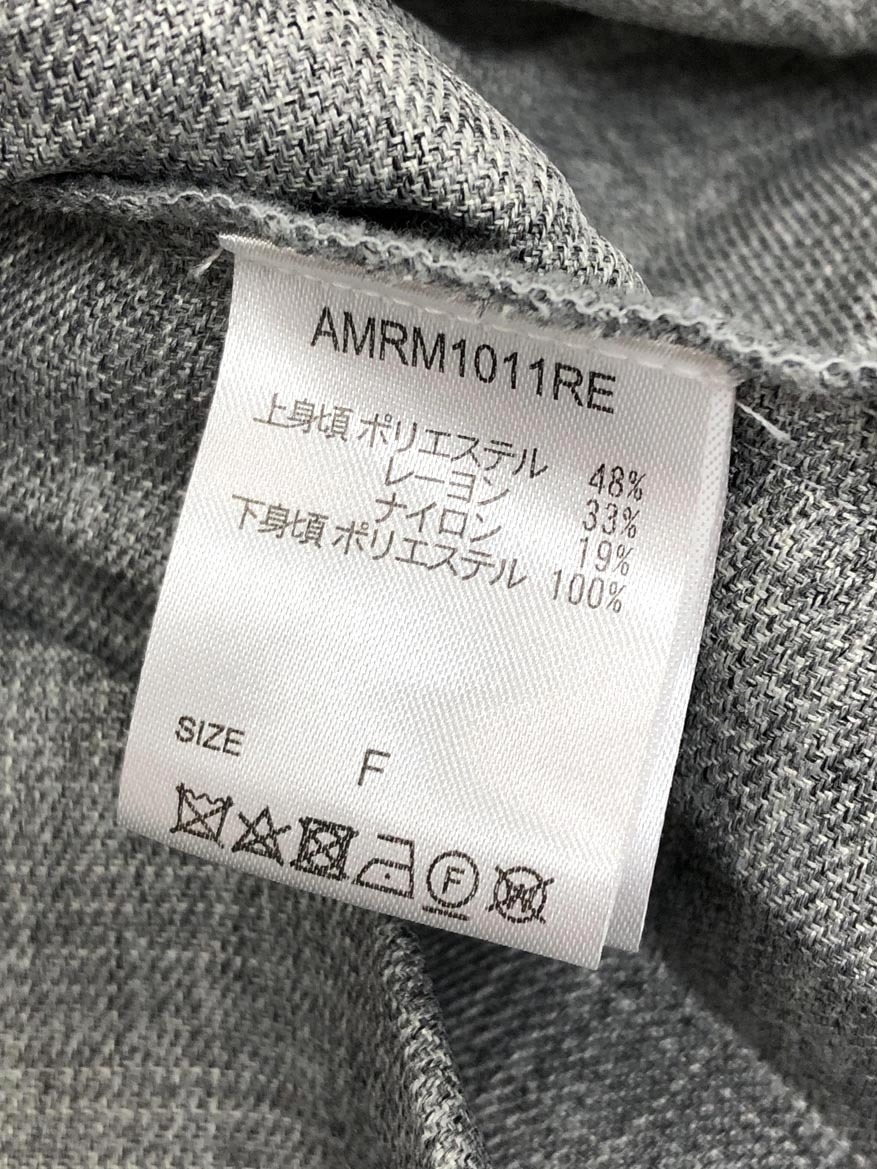 AMRM1011RE
上身頃 ポリエステル 48%
レーヨン 33%
ナイロン 19%
下身頃 ポリエステル 100%
SIZE F
F
W